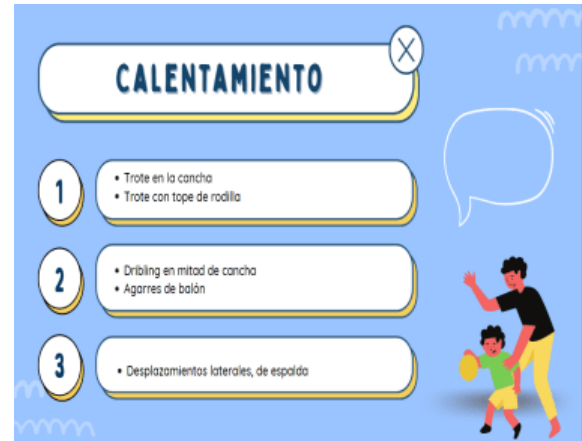 CALENTAMIENTO
1
• Trote en la cancha
• Trote con tope de rodilla
2
• Dribling en mitad de cancha
• Agarres de balón
3
• Desplazamientos laterales, de espalda